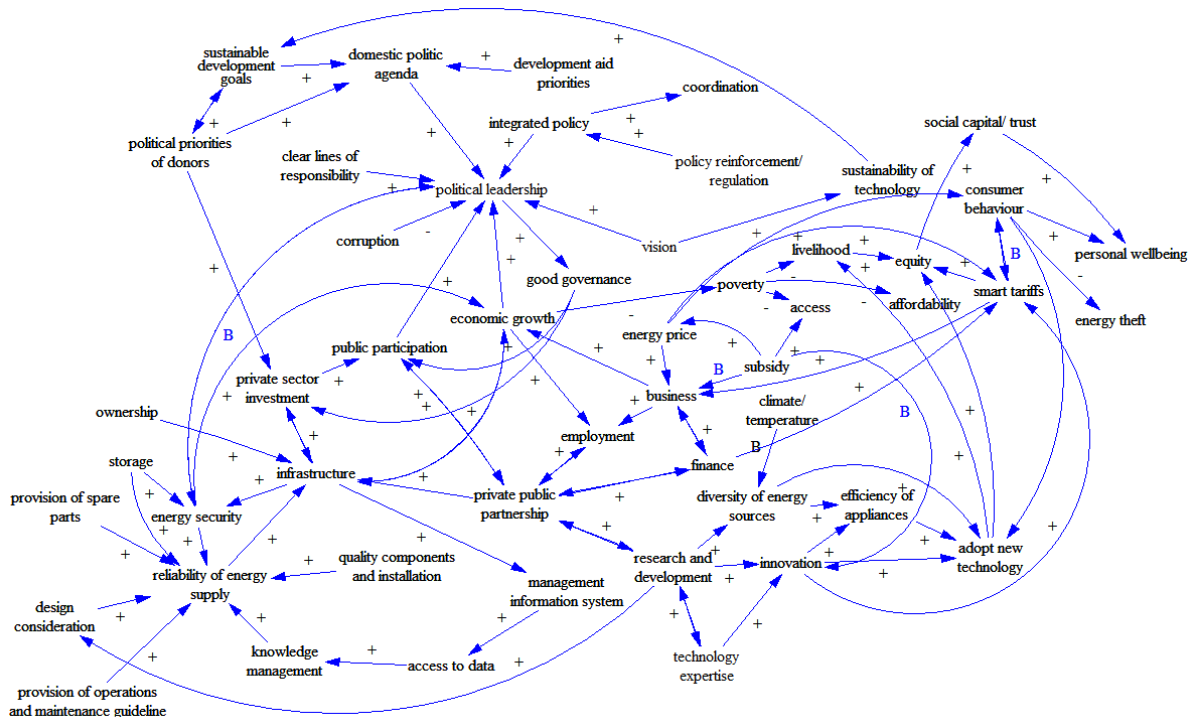 sustainable
development
goals
domestic politic
agenda
development aid
priorities
coordination
integrated policy
social capital/ trust
political priorities
of donors
clear lines of
responsibility
policy reinforcement/
regulation
sustainability of
technology
consumer
behaviour
political leadership
corruption
vision
livelihood
equity
personal wellbeing
good governance
poverty
smart tariffs
affordability
access
energy theft
economic growth
energy price
public participation
subsidy
private sector
investment
business
climate/
temperature
ownership
employment
storage
infrastructure
finance
provision of spare
parts
energy security
private public
partnership
diversity of energy
sources
efficiency of
appliances
adopt new
technology
reliability of energy
supply
quality components
and installation
research and
development
innovation
management
information system
design
consideration
knowledge
management
access to data
technology
expertise
provision of operations
and maintenance guideline
B
B
B
B
B